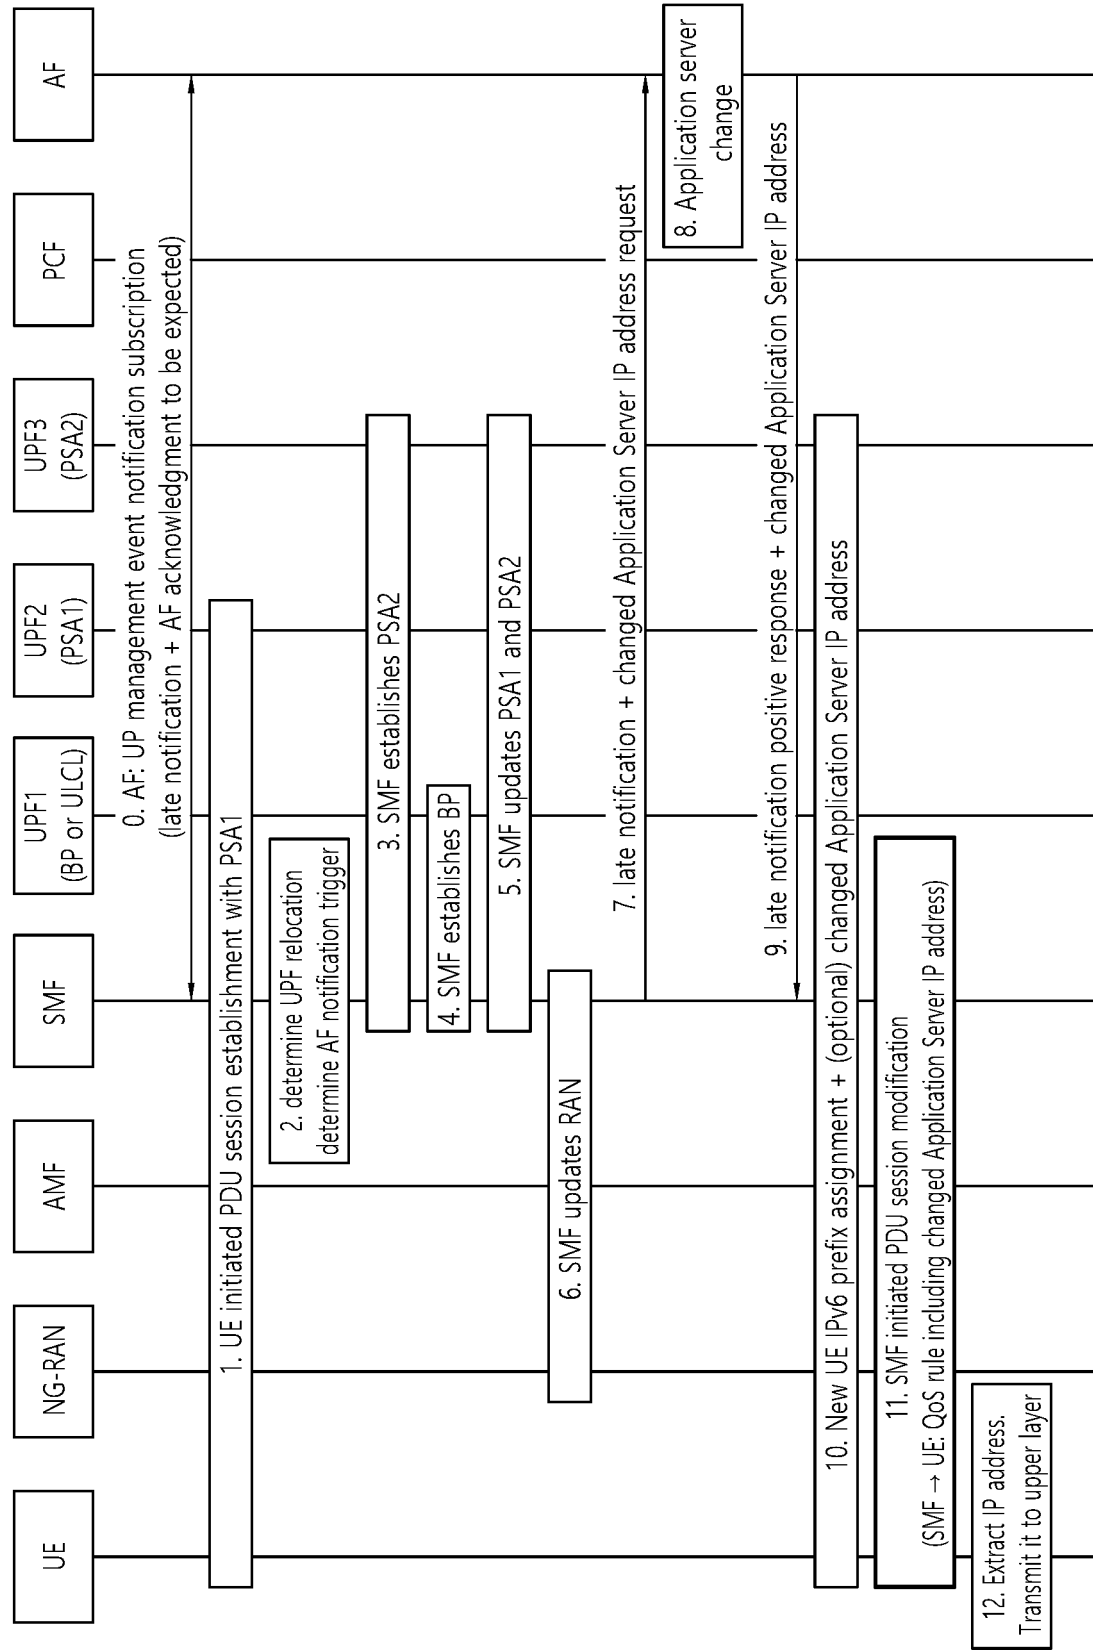 UE
NG-RAN
AMF
SMF
UPF1
(BP or ULCL)
UPF2
(PSA1)
UPF3
(PSA2)
PCF
AF
0. AF: UP management event notification subscription
(late notification + AF acknowledgment to be expected)
1. UE initiated PDU session establishment with PSA1
2. determine UPF relocation
determine AF notification trigger
3. SMF establishes PSA2
4. SMF establishes BP
5. SMF updates PSA1 and PSA2
6. SMF updates RAN
7. late notification + changed Application Server IP address request
8. Application server
change
9. late notification positive response + changed Application Server IP address
10. New UE IPv6 prefix assignment + (optional) changed Application Server IP address
11. SMF initiated PDU session modification
(SMF → UE: QoS rule including changed Application Server IP address)
12. Extract IP address.
Transmit it to upper layer